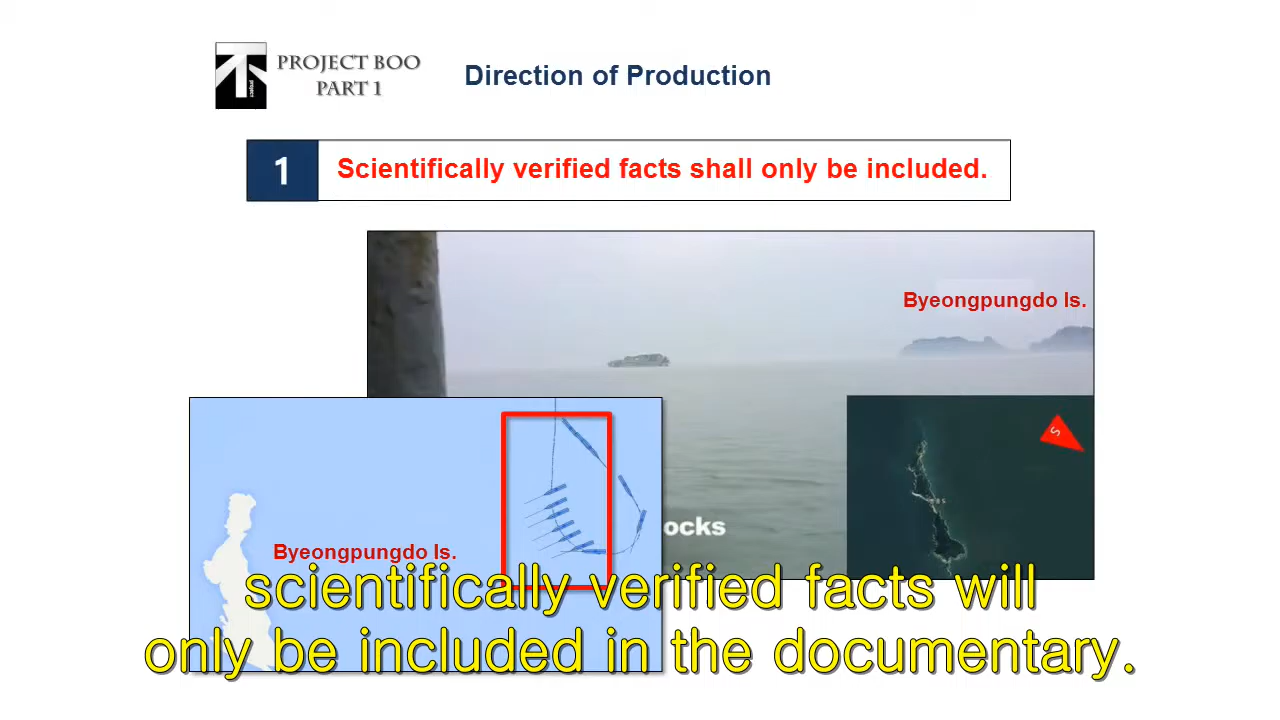 PROJECT BOO
PART 1
project
Direction of Production
1
Scientifically verified facts shall only be included.
Byeongpungdo Is.
S
ocks
Byeongpungdo Is.
scientifically verified facts will
only be included in the documentary.